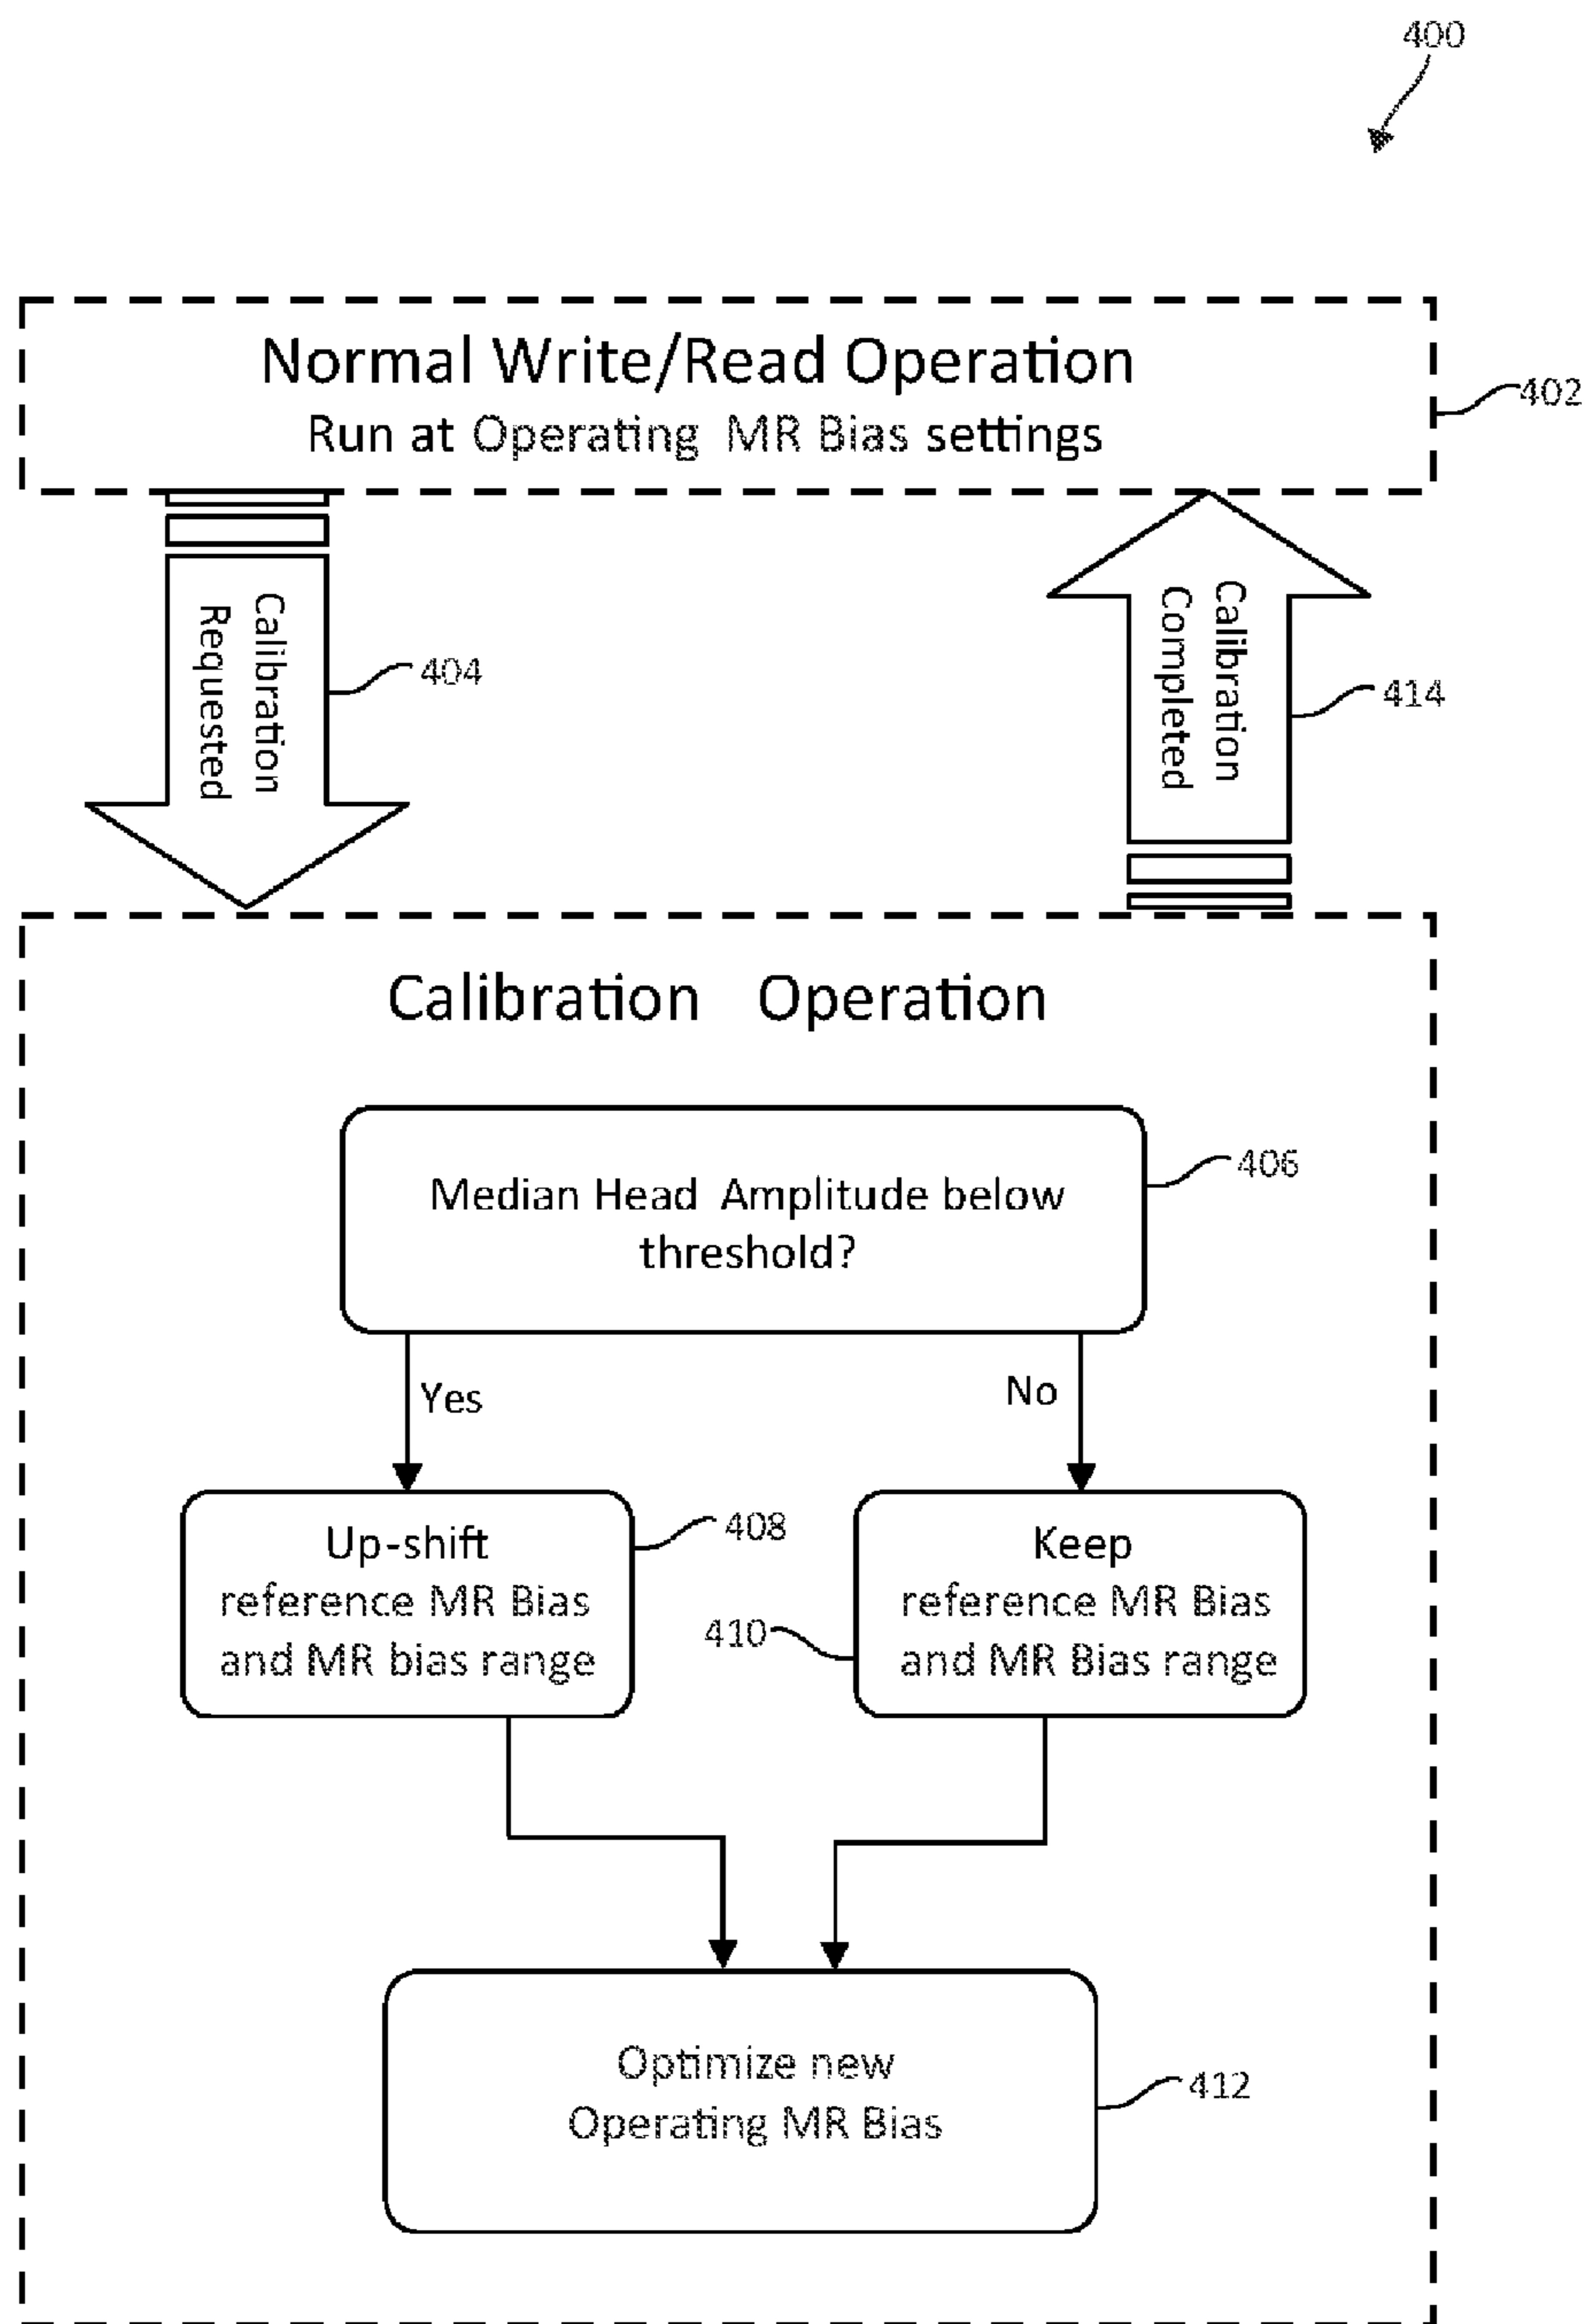 400
Normal Write/Read Operation
Run at Operating MR Bias settings
402
Calibration
Requested
404
Calibration
Completed
414
Calibration Operation
Median Head Amplitude below
threshold?
406
Yes
No
Up-shift
reference MR Bias
and MR bias range
408
Keep
reference MR Bias
and MR Bias range
410
Optimize new
Operating MR Bias
412